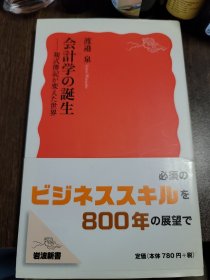 会計学の誕生
——複式簿記が変えた世界
渡邉 泉
必須の
ビジネススキルを
800年の展望で
岩波新書
定価(本体780円+税)